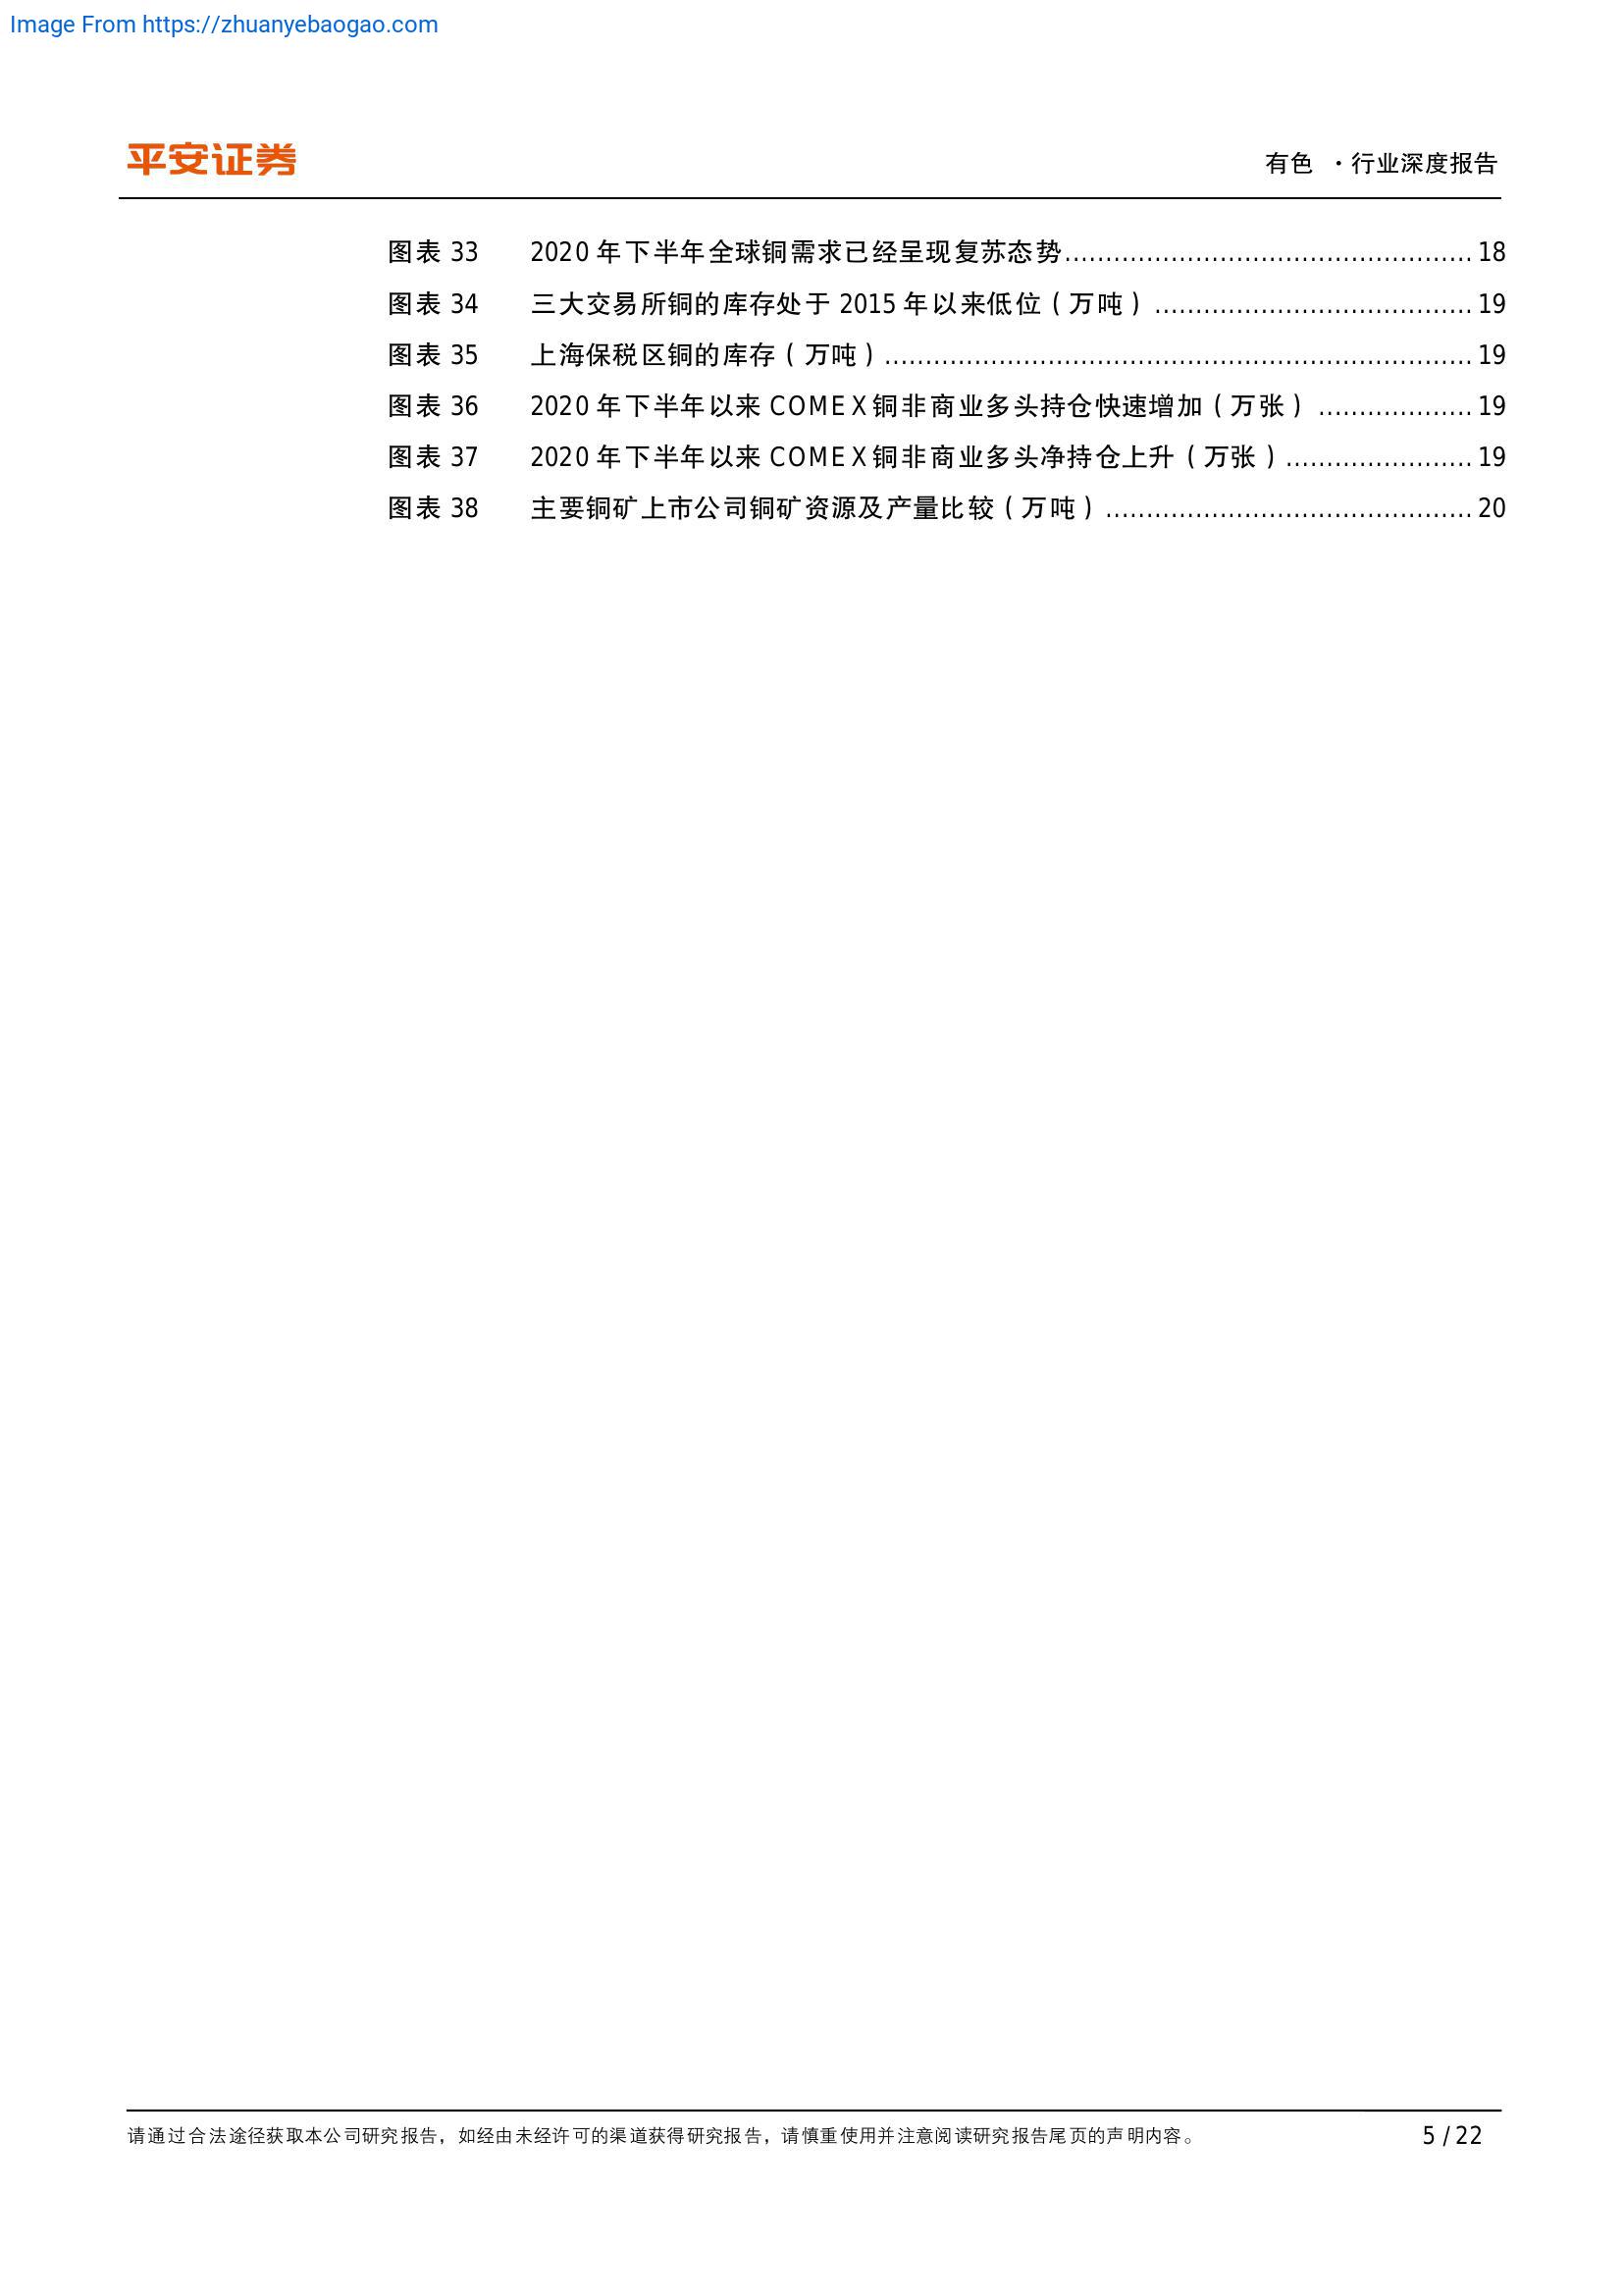 Image From https://zhuanyebaogao.com
平安证券
有色 ·行业深度报告
图表 33 2020 年下半年全球铜需求已经呈现复苏态势.................................................. 18
图表 34 三大交易所铜的库存处于 2015 年以来低位（万吨）....................................... 19
图表 35 上海保税区铜的库存（万吨）........................................................................ 19
图表 36 2020 年下半年以来 COMEX 铜非商业多头持仓快速增加（万张）................... 19
图表 37 2020 年下半年以来 COMEX 铜非商业多头净持仓上升（万张）....................... 19
图表 38 主要铜矿上市公司铜矿资源及产量比较（万吨）............................................. 20
请通过合法途径获取本公司研究报告，如经由未经许可的渠道获得研究报告，请慎重使用并注意阅读研究报告尾页的声明内容。
5 / 22